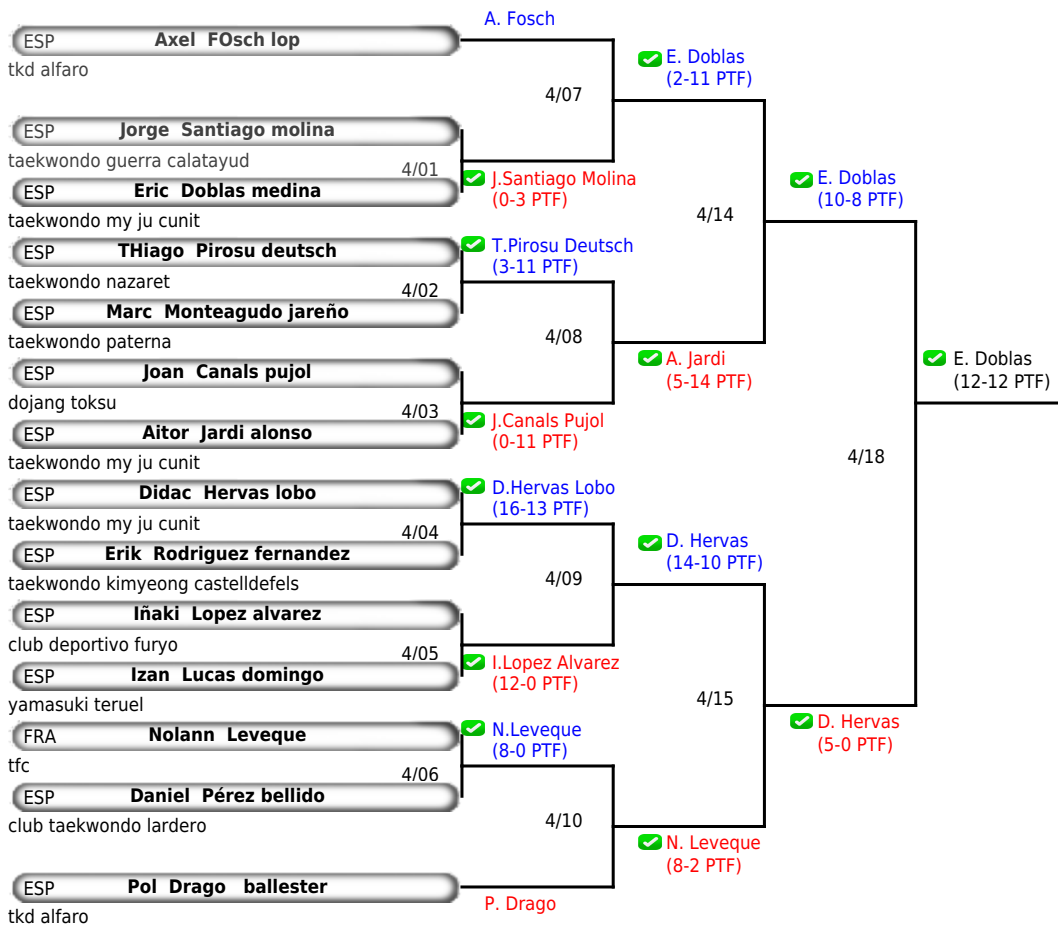 A. Fosch
ESP Axel FOsch lop
tkd alfaro
E. Doblas
(2-11 PTF)
4/07
ESP Jorge Santiago molina
taekwondo guerra calatayud
4/01
J.Santiago Molina
(0-3 PTF)
ESP Eric Doblas medina
taekwondo my ju cunit
E. Doblas
(10-8 PTF)
4/14
ESP THiago Pirosu deutsch
T.Pirosu Deutsch
(3-11 PTF)
taekwondo nazaret
4/02
ESP Marc Monteagudo jareño
taekwondo paterna
4/08
A. Jardi
(5-14 PTF)
E. Doblas
(12-12 PTF)
ESP Joan Canals pujol
dojang toksu
4/03
J.Canals Pujol
(0-11 PTF)
ESP Aitor Jardi alonso
taekwondo my ju cunit
4/18
ESP Didac Hervas lobo
D.Hervas Lobo
(16-13 PTF)
taekwondo my ju cunit
4/04
ESP Erik Rodriguez fernandez
taekwondo kimyeong castelldefels
D. Hervas
(14-10 PTF)
4/09
ESP Iñaki Lopez alvarez
club deportivo furyo
4/05
I.Lopez Alvarez
(12-0 PTF)
ESP Izan Lucas domingo
yamasuki teruel
4/15
D. Hervas
(5-0 PTF)
FRA Nolann Leveque
N.Leveque
(8-0 PTF)
tfc
4/06
ESP Daniel Pérez bellido
club taekwondo lardero
4/10
N. Leveque
(8-2 PTF)
ESP Pol Drago ballester
P. Drago
tkd alfaro